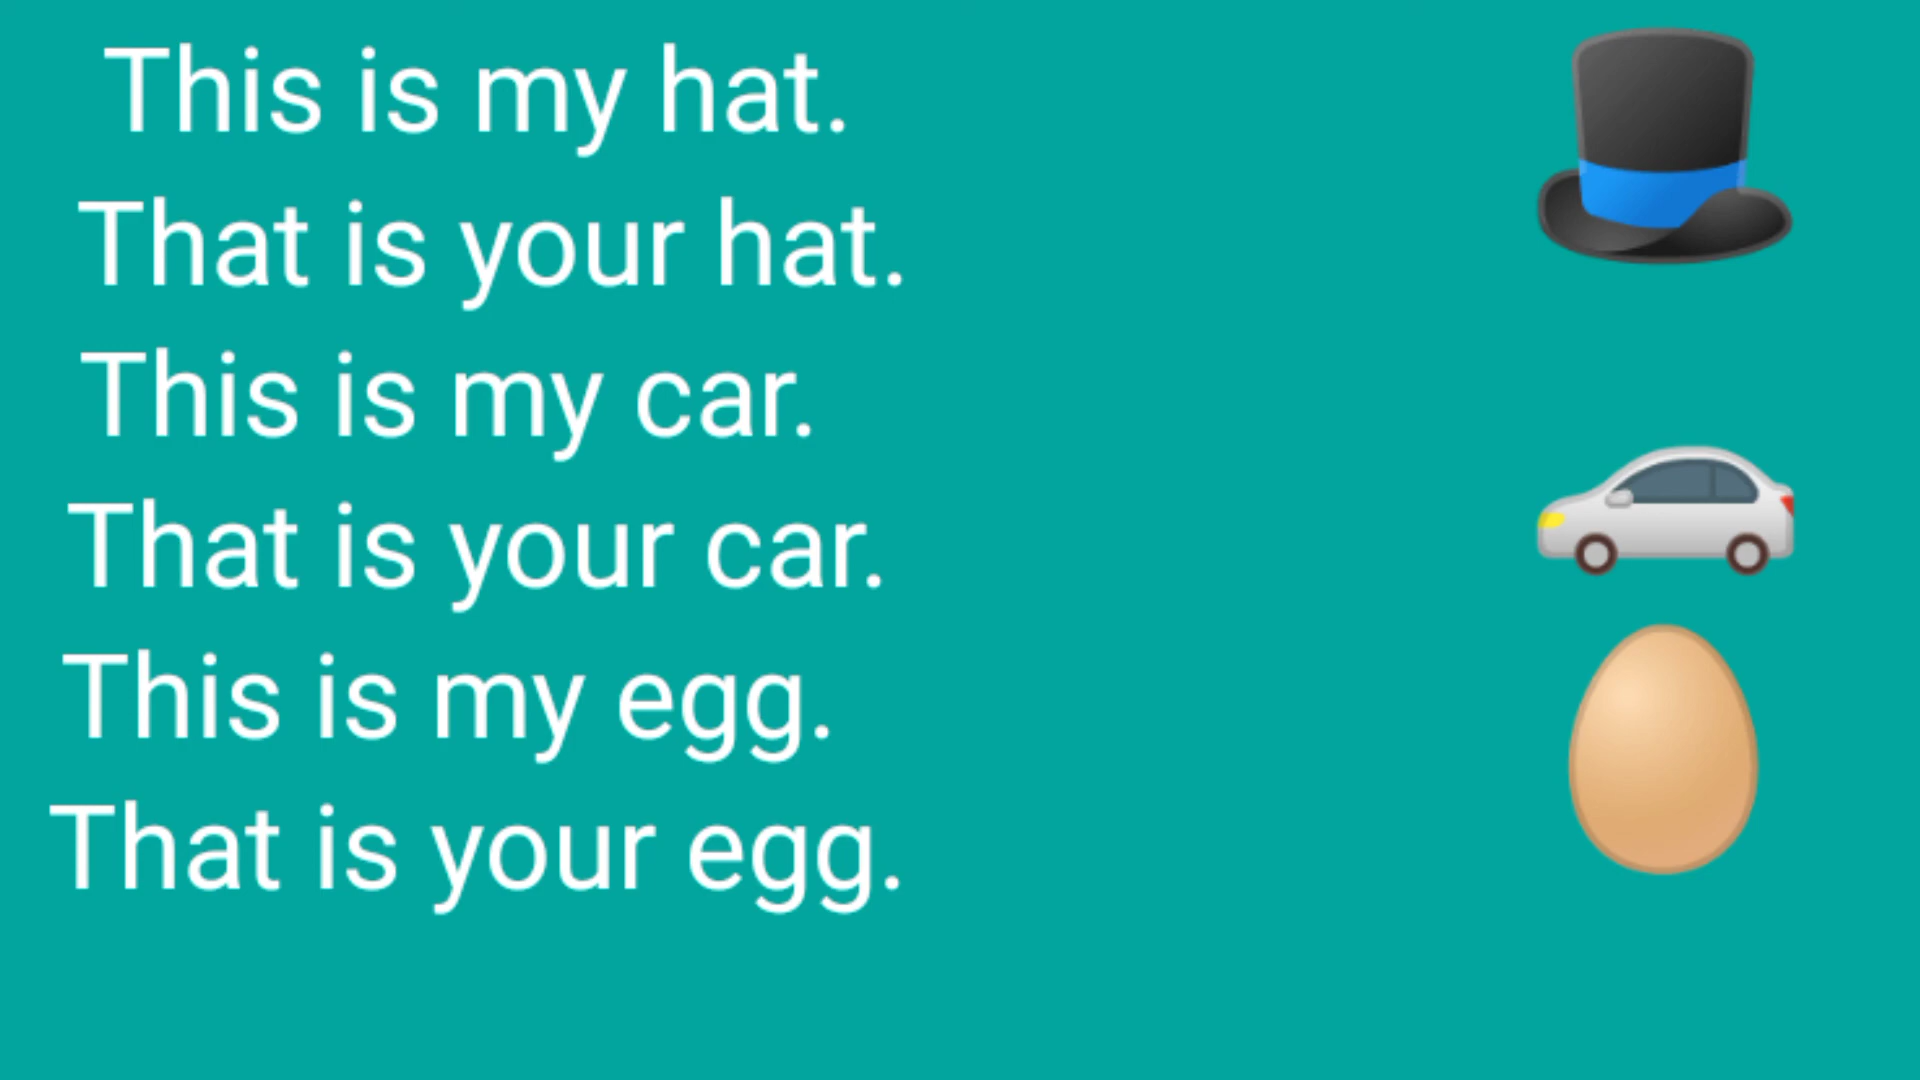 This is my hat.
That is your hat.
This is my car.
That is your car.
This is my egg.
That is your egg.